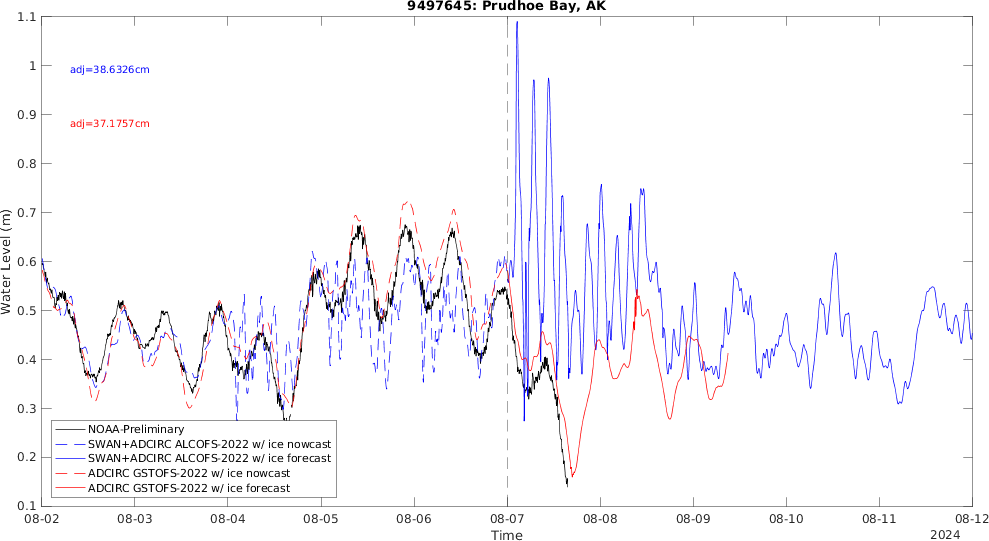 9497645: Prudhoe Bay, AK
1.1
1
0.9
0.8
0.7
0.6
0.5
0.4
0.3
0.2
0.1
Water Level (m)
adj=38.6326cm
adj=37.1757cm
NOAA-Preliminary
SWAN+ADCIRC ALCOFS-2022 w/ ice nowcast
SWAN+ADCIRC ALCOFS-2022 w/ ice forecast
ADCIRC GSTOFS-2022 w/ ice nowcast
ADCIRC GSTOFS-2022 w/ ice forecast
08-02 08-03 08-04 08-05 08-06 08-07 08-08 08-09 08-10 08-11 08-12
Time
2024